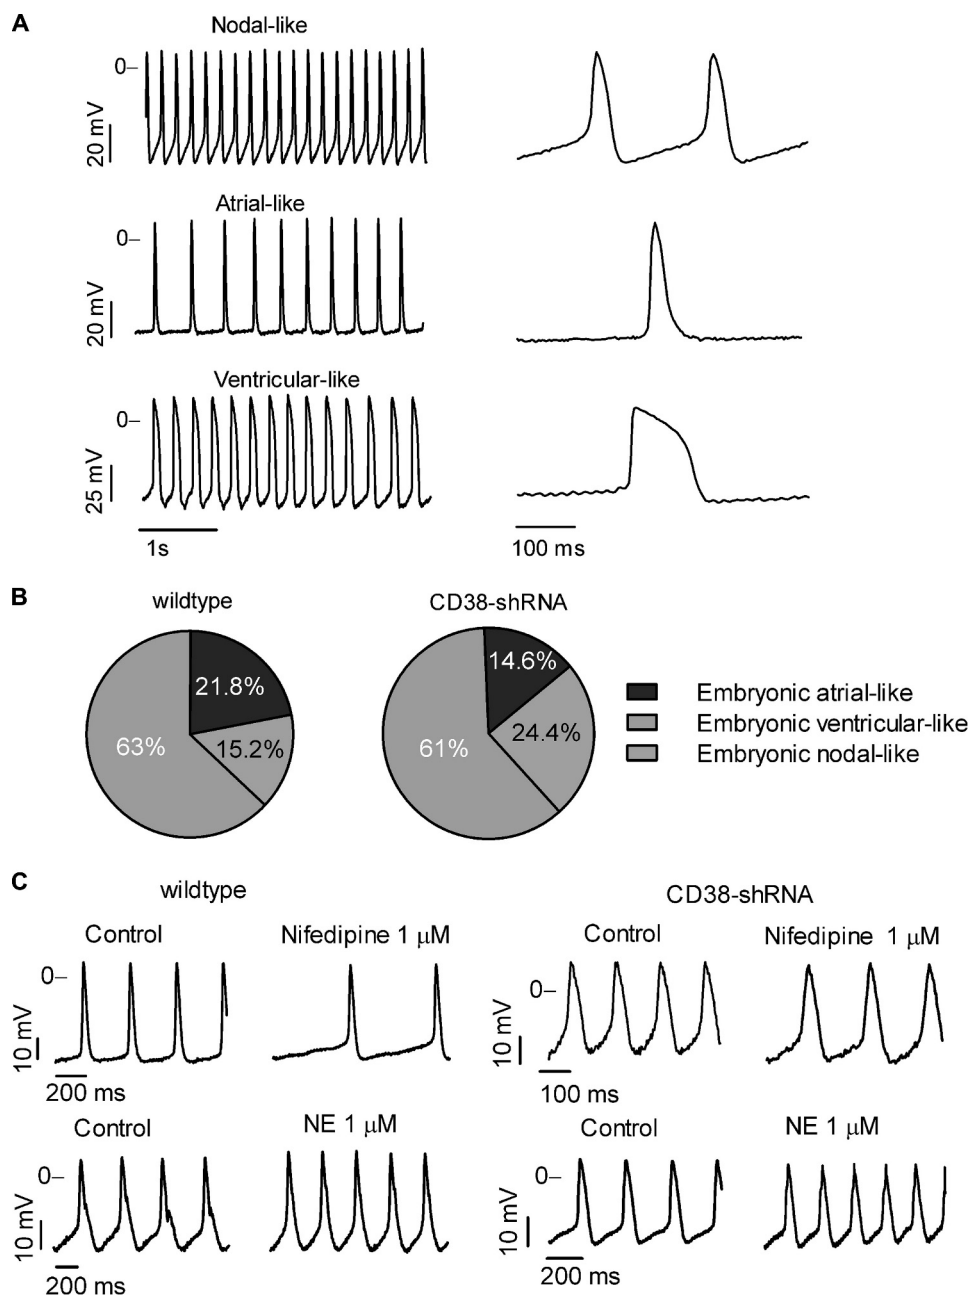 A
Nodal-like
0–
20 mV
Atrial-like
0–
20 mV
Ventricular-like
0–
25 mV
1s
100 ms
B
wildtype
CD38-shRNA
21.8%
63%
15.2%
14.6%
61%
24.4%
Embryonic atrial-like
Embryonic ventricular-like
Embryonic nodal-like
C
wildtype
CD38-shRNA
Control
Nifedipine 1 μM
Control
Nifedipine 1 μM
0–
10 mV
200 ms
0–
10 mV
100 ms
Control
NE 1 μM
Control
NE 1 μM
0–
10 mV
200 ms
0–
10 mV
200 ms